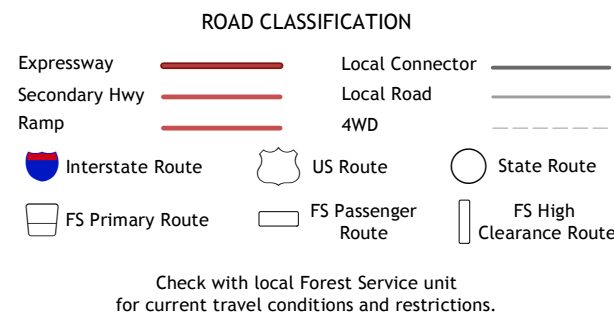 ROAD CLASSIFICATION
Expressway
Local Connector
Secondary Hwy
Local Road
Ramp
4WD
Interstate Route
US Route
State Route
FS Primary Route
FS Passenger
Route
FS High
Clearance Route
Check with local Forest Service unit
for current travel conditions and restrictions.